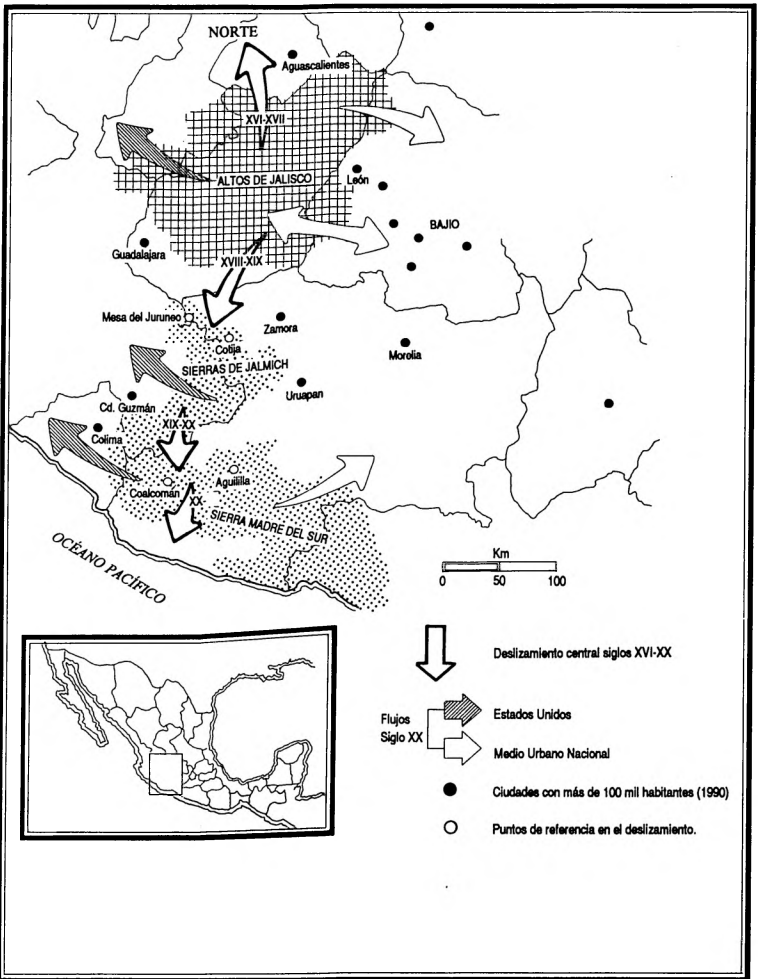 NORTE
Aguascalientes
XVI-XVII
ALTOS DE JALISCO
León
BAJIO
Guadalajara
XVIII-XIX
Mesa del Juruneo
Zamora
Cotija
Morelia
SIERRAS DE JALMICH
Uruapan
Cd. Guzmán
XIX-XX
Colima
Aguililla
Coalcomán
XX
SIERRA MADRE DEL SUR
OCÉANO PACÍFICO
Km
0 50 100
Deslizamiento central siglos XVI-XX
Flujos
Siglo XX
Estados Unidos
Medio Urbano Nacional
Ciudades con más de 100 mil habitantes (1990)
Puntos de referencia en el deslizamiento.